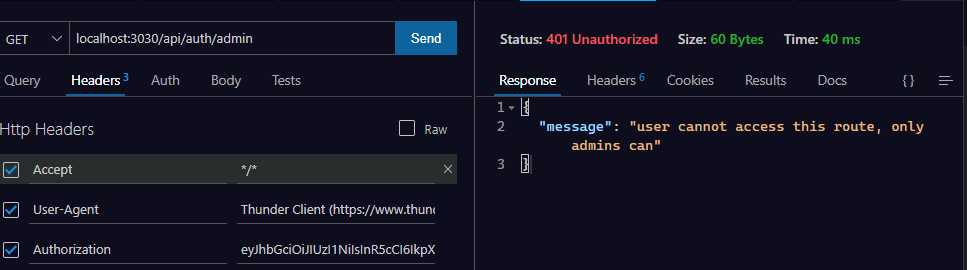 GET localhost:3030/api/auth/admin Send
Query Headers 3 Auth Body Tests
Http Headers Raw
Accept */*
User-Agent Thunder Client (https://www.thund
Authorization eyJhbGciOiJIUzI1NiIsInR5cCI6IkpX
Status: 401 Unauthorized Size: 60 Bytes Time: 40 ms
Response Headers 6 Cookies Results Docs { }
1 {
2 "message": "user cannot access this route, only
admins can"
3 }